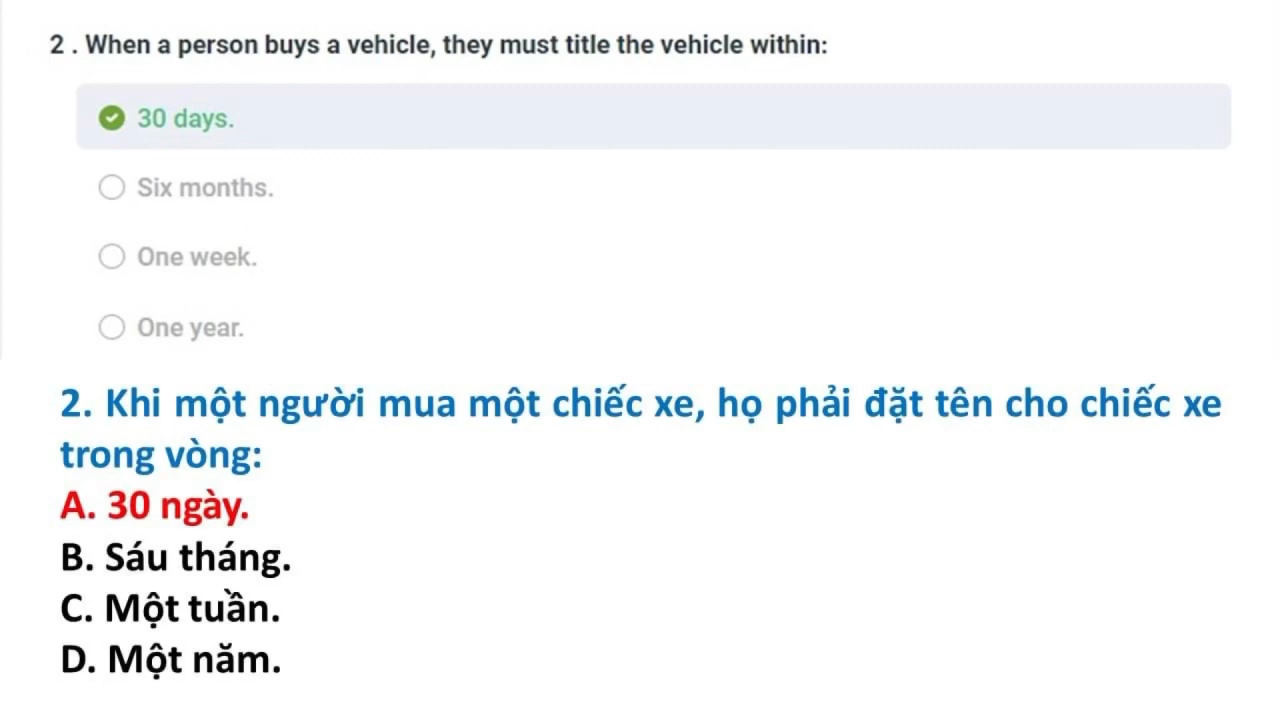 2 . When a person buys a vehicle, they must title the vehicle within:
30 days.
Six months.
One week.
One year.
2. Khi một người mua một chiếc xe, họ phải đặt tên cho chiếc xe
trong vòng:
A. 30 ngày.
B. Sáu tháng.
C. Một tuần.
D. Một năm.